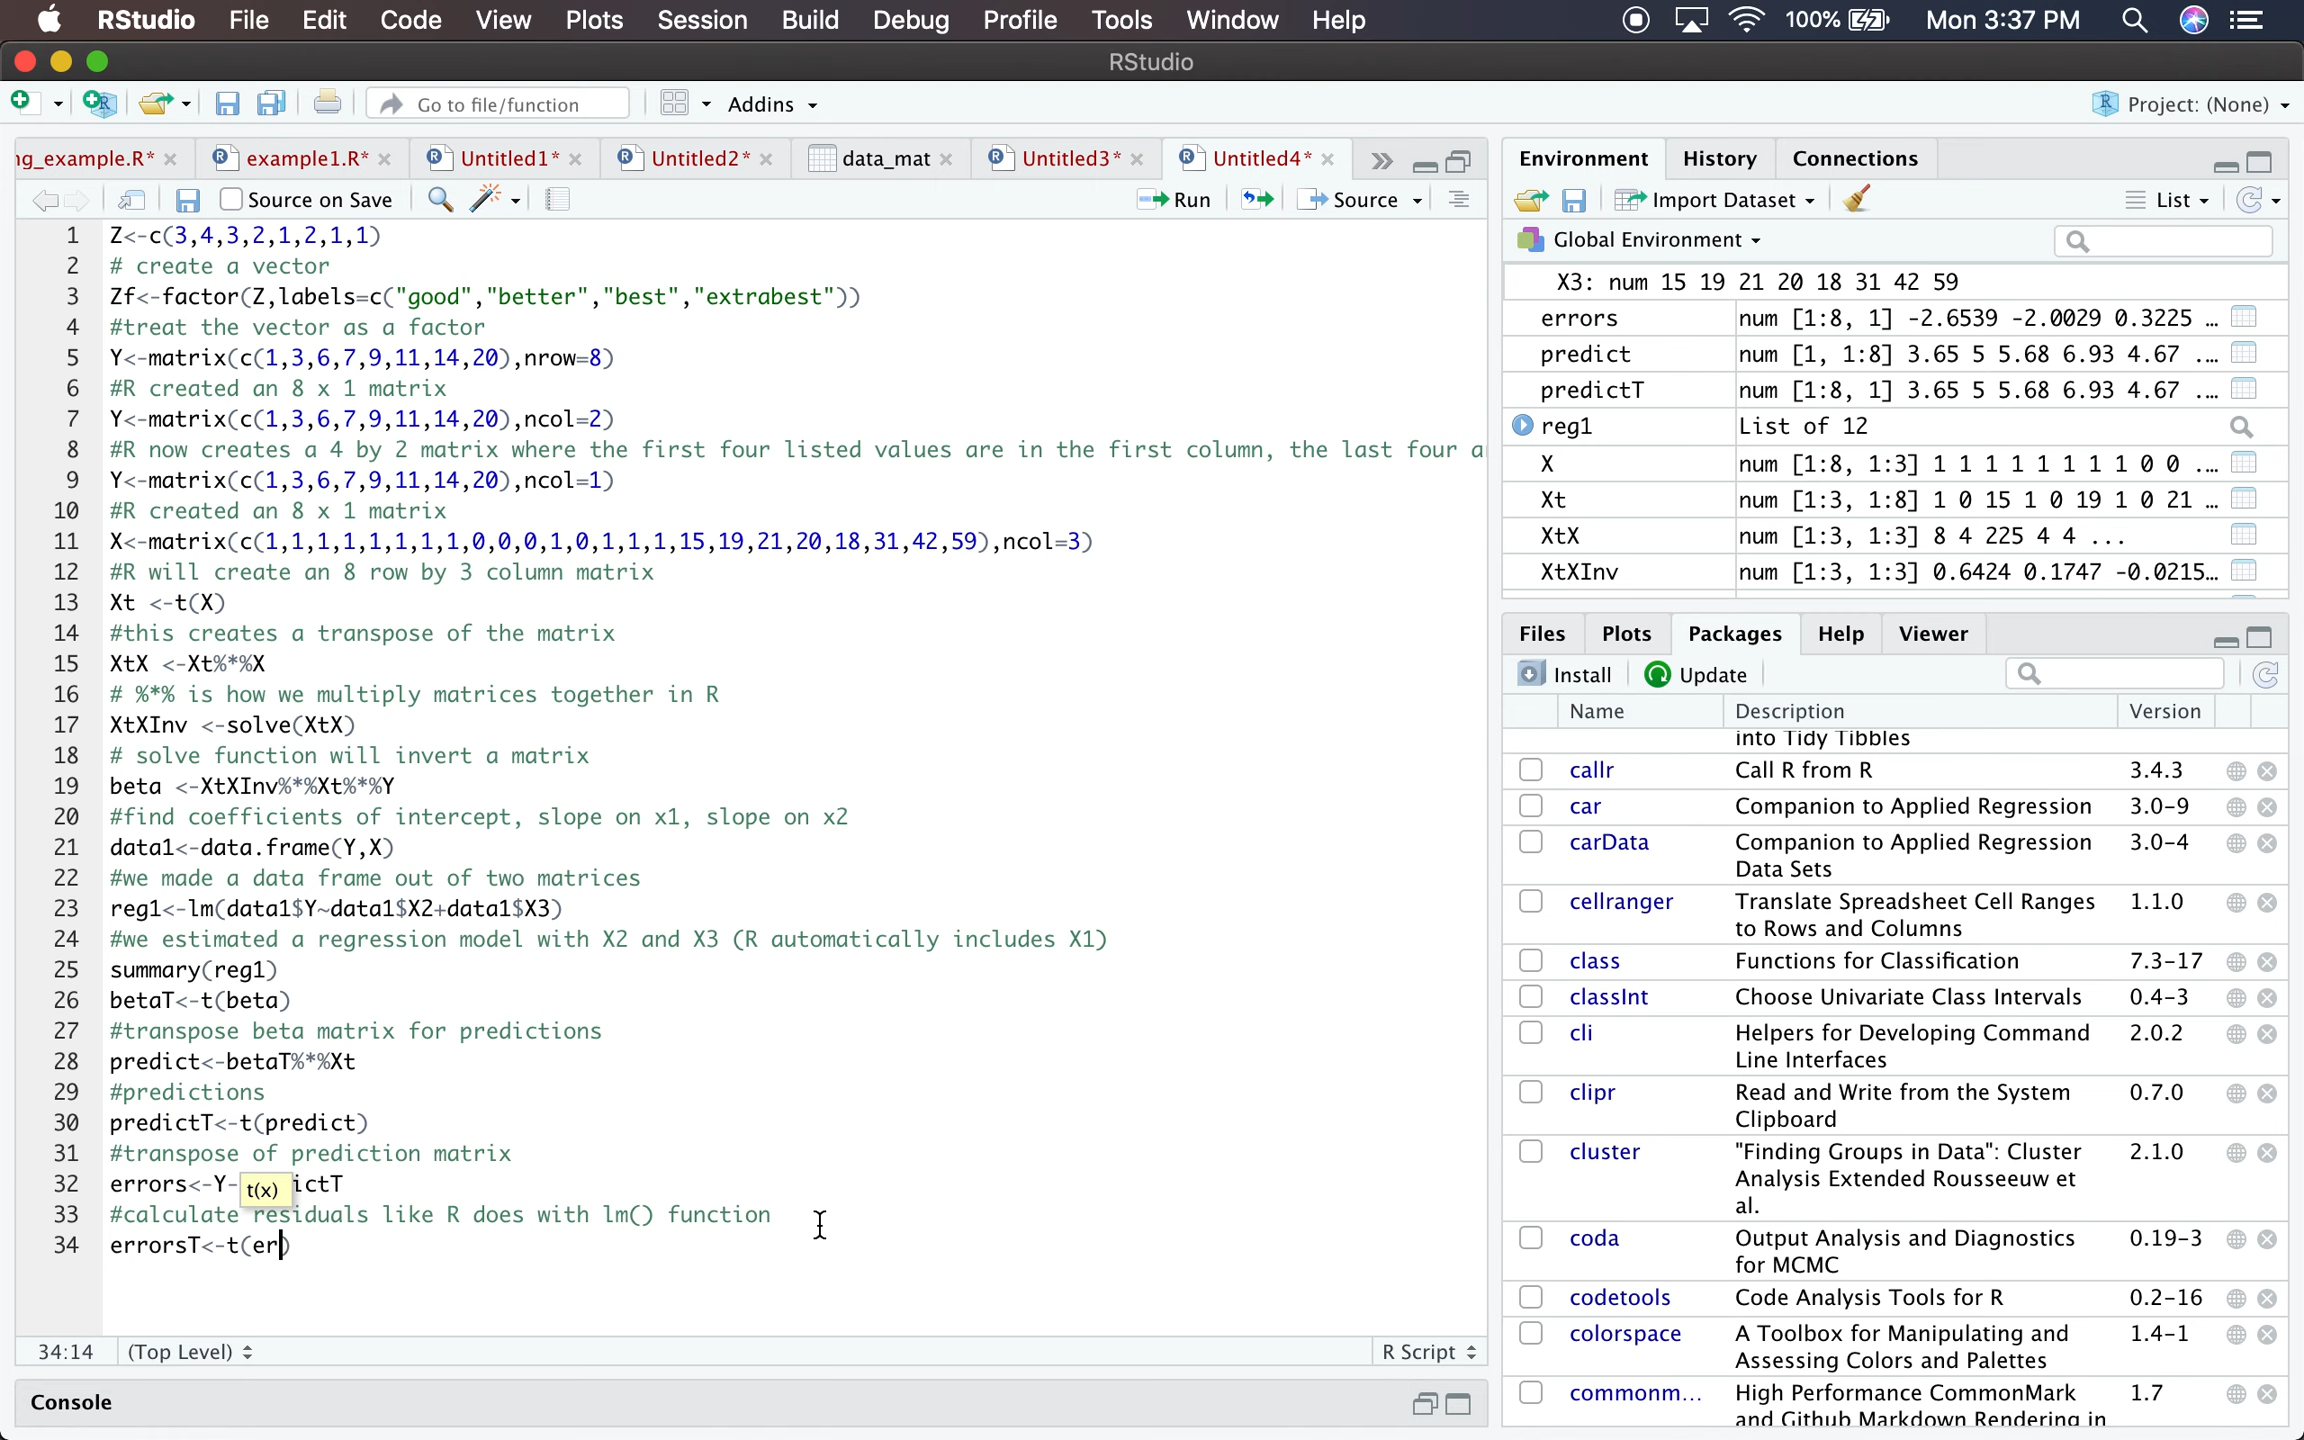 RStudio File Edit Code View Plots Session Build Debug Profile Tools Window Help 100% Mon 3:37 PM
RStudio
Go to file/function Addins Project: (None)
ng_example.R* example1.R* Untitled1* Untitled2* data_mat Untitled3* Untitled4*
Source on Save Run Source
1 Z<-c(3,4,3,2,1,2,1,1)
2 # create a vector
3 Zf<-factor(Z,labels=c("good","better","best","extrabest"))
4 #treat the vector as a factor
5 Y<-matrix(c(1,3,6,7,9,11,14,20),nrow=8)
6 #R created an 8 x 1 matrix
7 Y<-matrix(c(1,3,6,7,9,11,14,20),ncol=2)
8 #R now creates a 4 by 2 matrix where the first four listed values are in the first column, the last four a
9 Y<-matrix(c(1,3,6,7,9,11,14,20),ncol=1)
10 #R created an 8 x 1 matrix
11 X<-matrix(c(1,1,1,1,1,1,1,1,0,0,0,1,0,1,1,1,15,19,21,20,18,31,42,59),ncol=3)
12 #R will create an 8 row by 3 column matrix
13 Xt <-t(X)
14 #this creates a transpose of the matrix
15 XtX <-Xt%*%X
16 # %*% is how we multiply matrices together in R
17 XtXInv <-solve(XtX)
18 # solve function will invert a matrix
19 beta <-XtXInv%*%Xt%*%Y
20 #find coefficients of intercept, slope on x1, slope on x2
21 data1<-data.frame(Y,X)
22 #we made a data frame out of two matrices
23 reg1<-lm(data1$Y~data1$X2+data1$X3)
24 #we estimated a regression model with X2 and X3 (R automatically includes X1)
25 summary(reg1)
26 betaT<-t(beta)
27 #transpose beta matrix for predictions
28 predict<-betaT%*%Xt
29 #predictions
30 predictT<-t(predict)
31 #transpose of prediction matrix
32 errors<-Y- ictT
t(x)
33 #calculate residuals like R does with lm() function
34 errorsT<-t(er)
34:14 (Top Level) R Script
Console
Environment History Connections
Import Dataset List
Global Environment
X3: num 15 19 21 20 18 31 42 59
errors num [1:8, 1] -2.6539 -2.0029 0.3225 …
predict num [1, 1:8] 3.65 5 5.68 6.93 4.67 ….
predictT num [1:8, 1] 3.65 5 5.68 6.93 4.67 ….
reg1 List of 12
X num [1:8, 1:3] 1 1 1 1 1 1 1 1 0 0 ….
Xt num [1:3, 1:8] 1 0 15 1 0 19 1 0 21 …
XtX num [1:3, 1:3] 8 4 225 4 4 ...
XtXInv num [1:3, 1:3] 0.6424 0.1747 -0.0215…
Files Plots Packages Help Viewer
Install Update
Name Description Version
into Tidy Tibbles
callr Call R from R 3.4.3
car Companion to Applied Regression 3.0-9
carData Companion to Applied Regression 3.0-4
Data Sets
cellranger Translate Spreadsheet Cell Ranges 1.1.0
to Rows and Columns
class Functions for Classification 7.3-17
classInt Choose Univariate Class Intervals 0.4-3
cli Helpers for Developing Command 2.0.2
Line Interfaces
clipr Read and Write from the System 0.7.0
Clipboard
cluster "Finding Groups in Data": Cluster 2.1.0
Analysis Extended Rousseeuw et
al.
coda Output Analysis and Diagnostics 0.19-3
for MCMC
codetools Code Analysis Tools for R 0.2-16
colorspace A Toolbox for Manipulating and 1.4-1
Assessing Colors and Palettes
commonm... High Performance CommonMark 1.7
and Github Markdown Rendering in